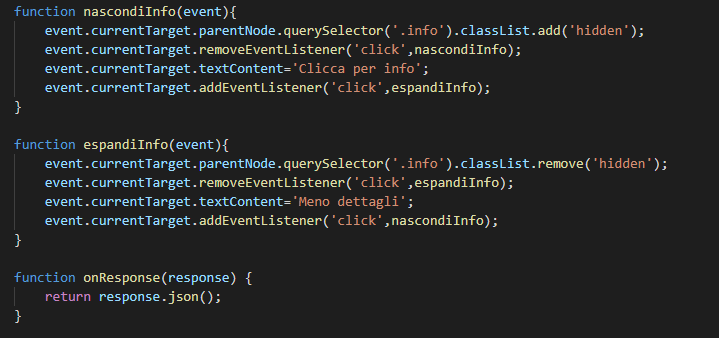 function nascondiInfo(event){
    event.currentTarget.parentNode.querySelector('.info').classList.add('hidden');
    event.currentTarget.removeEventListener('click',nascondiInfo);
    event.currentTarget.textContent='Clicca per info';
    event.currentTarget.addEventListener('click',espandiInfo);
}

function espandiInfo(event){
    event.currentTarget.parentNode.querySelector('.info').classList.remove('hidden');
    event.currentTarget.removeEventListener('click',espandiInfo);
    event.currentTarget.textContent='Meno dettagli';
    event.currentTarget.addEventListener('click',nascondiInfo);
}

function onResponse(response) {
    return response.json();
}